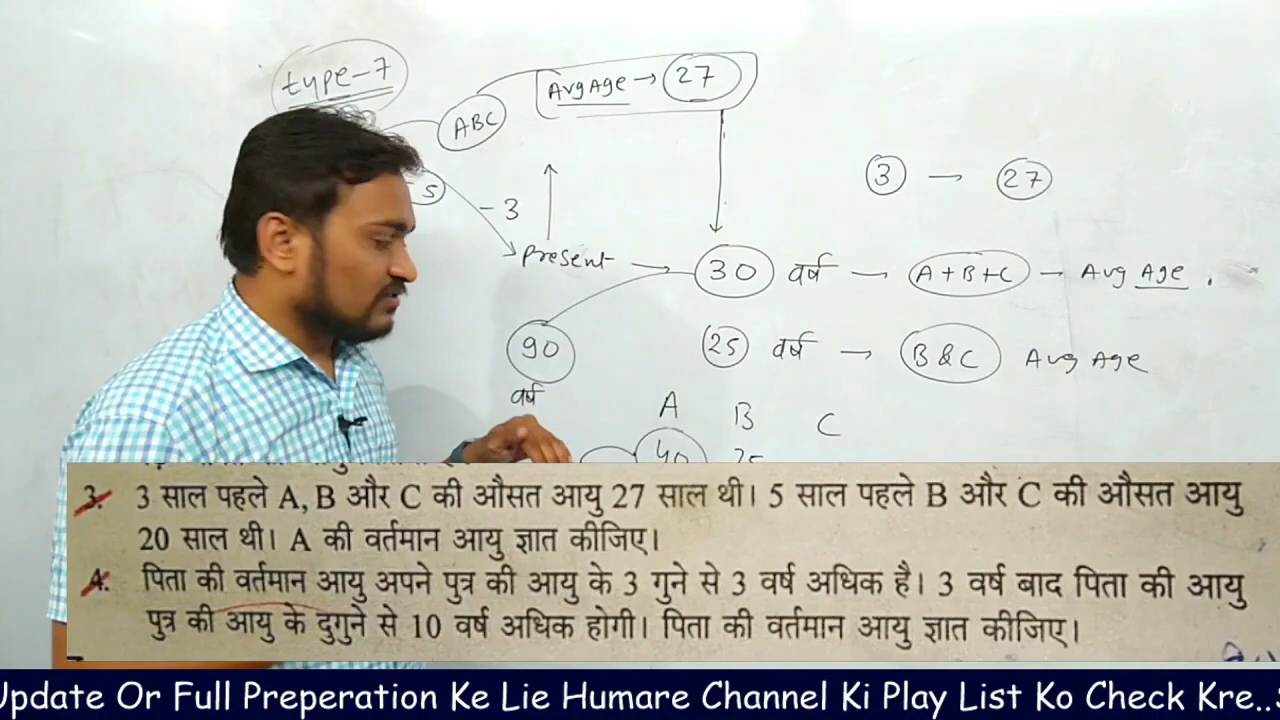 type-7
ABC
Avg Age → 27
3 — 27
5
-3
Present → 30 वर्ष — A+B+C — Avg Age .
90
वर्ष
25 वर्ष → B & C Avg Age
A B C
40
3. 3 साल पहले A, B और C की औसत आयु 27 साल थी। 5 साल पहले B और C की औसत आयु
20 साल थी। A की वर्तमान आयु ज्ञात कीजिए।
4. पिता की वर्तमान आयु अपने पुत्र की आयु के 3 गुने से 3 वर्ष अधिक है। 3 वर्ष बाद पिता की आयु
पुत्र की आयु के दुगुने से 10 वर्ष अधिक होगी। पिता की वर्तमान आयु ज्ञात कीजिए।
Update Or Full Preperation Ke Lie Humare Channel Ki Play List Ko Check Kre..